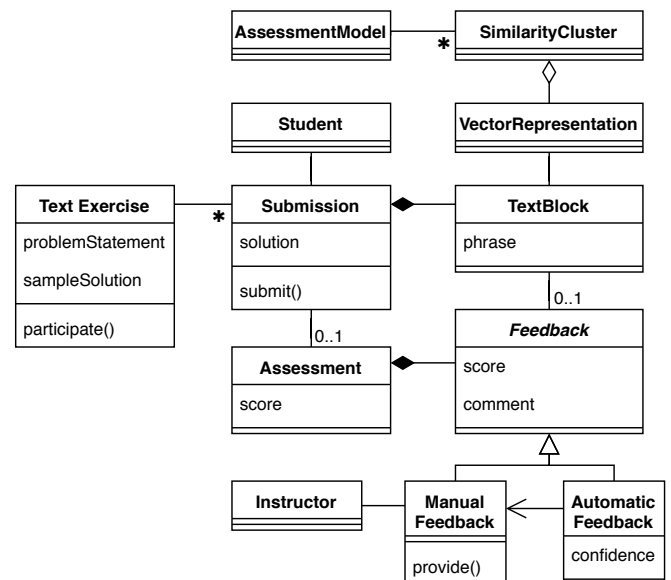 AssessmentModel
*
SimilarityCluster
Student
VectorRepresentation
Text Exercise
problemStatement
sampleSolution
participate()
*
Submission
solution
submit()
TextBlock
phrase
0..1
0..1
Assessment
score
Feedback
score
comment
Instructor
Manual
Feedback
provide()
Automatic
Feedback
confidence